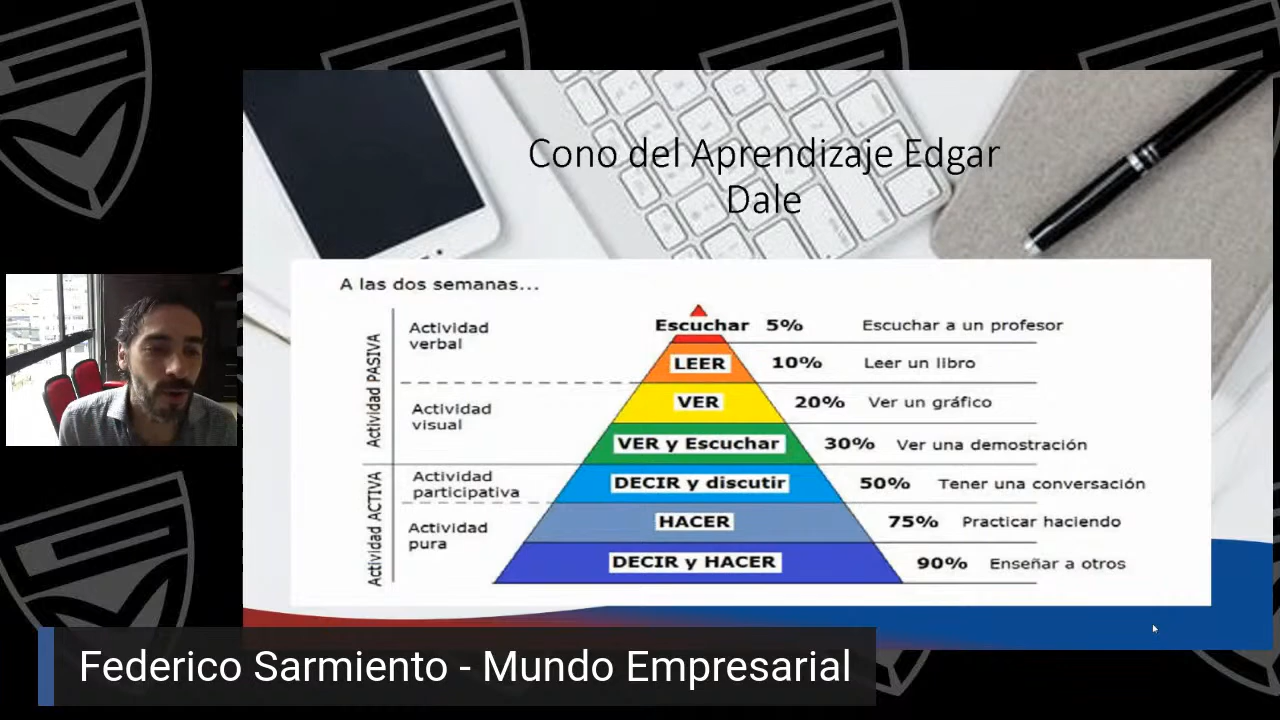 Cono del Aprendizaje Edgar
Dale
A las dos semanas...
Actividad PASIVA
Actividad
verbal
Escuchar 5% Escuchar a un profesor
LEER 10% Leer un libro
Actividad
visual
VER 20% Ver un gráfico
VER y Escuchar 30% Ver una demostración
Actividad ACTIVA
Actividad
participativa
DECIR y discutir 50% Tener una conversación
Actividad
pura
HACER 75% Practicar haciendo
DECIR y HACER 90% Enseñar a otros
Federico Sarmiento - Mundo Empresarial